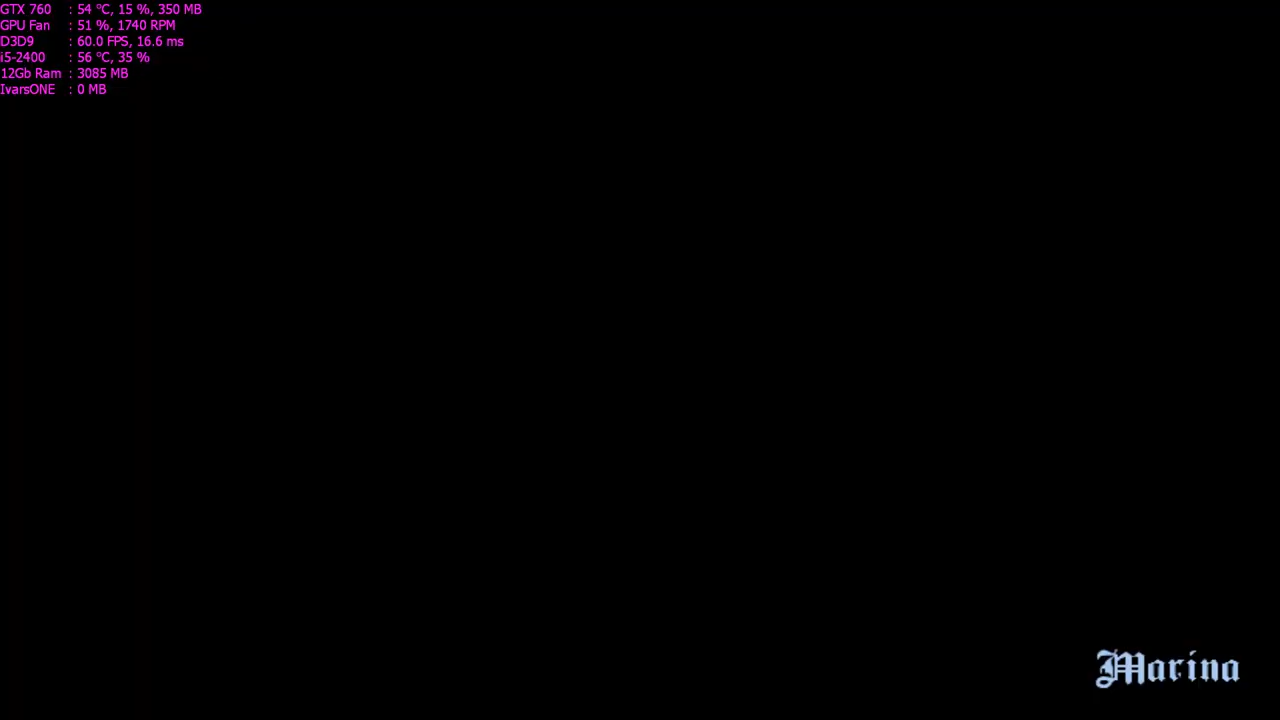 GTX 760 : 54 °C, 15 %, 350 MB
GPU Fan : 51 %, 1740 RPM
D3D9 : 60.0 FPS, 16.6 ms
i5-2400 : 56 °C, 35 %
12Gb Ram : 3085 MB
IvarsONE : 0 MB
Marina